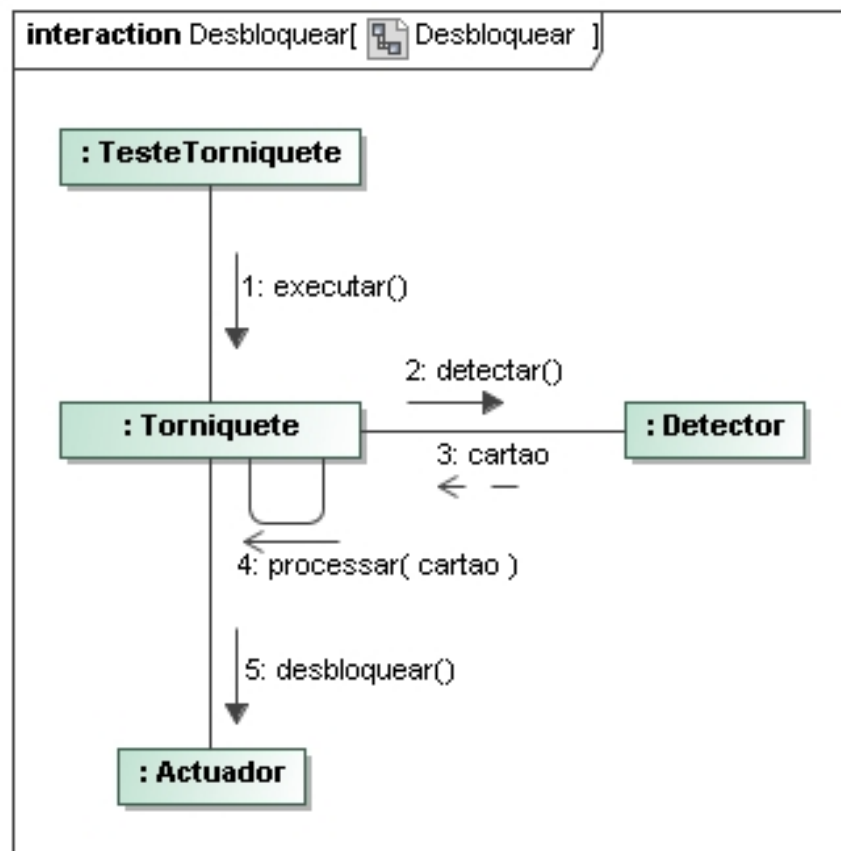 interaction Desbloquear[ Desbloquear ]
: TesteTorniquete
1: executar()
2: detectar()
: Torniquete
: Detector
3: cartao
4: processar( cartao )
5: desbloquear()
: Actuador